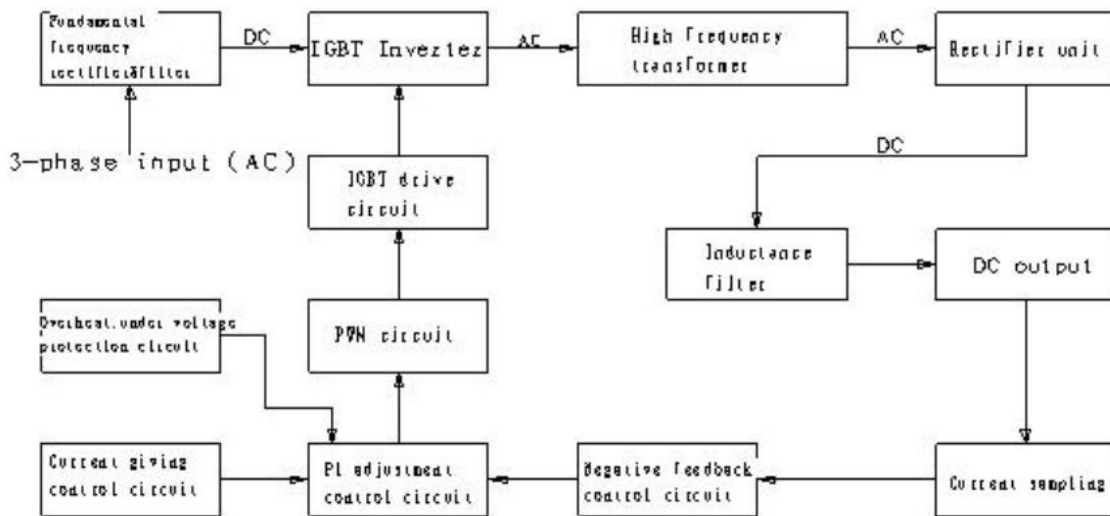 Fundamental
frequency
rectifier&filter
DC
IGBT Inverter
AC
High frequency
transformer
AC
Rectifier unit
3-phase input (AC)
DC
IGBT drive
circuit
Inductance
filter
DC output
Overheat,under voltage
protection circuit
PWM circuit
Current giving
control circuit
PI adjustment
control circuit
Negative feedback
control circuit
Current sampling